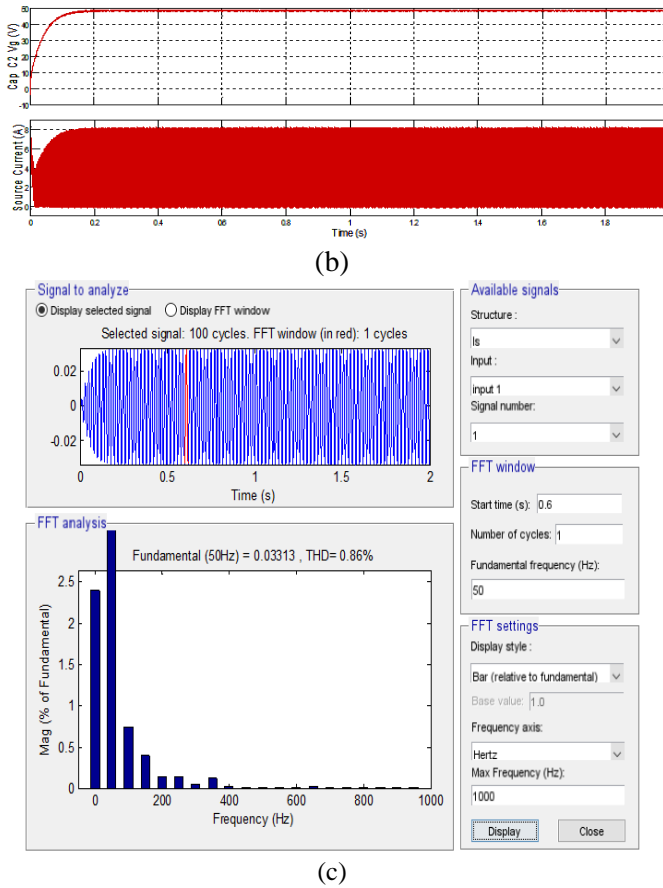 50
40
30
20
10
0
-10
Cap C2 Vg (V)
8
6
4
2
0
Source Current (A)
0 0.2 0.4 0.6 0.8 1 1.2 1.4 1.6 1.8
Time (s)
(b)
Signal to analyze
Display selected signal Display FFT window
Selected signal: 100 cycles. FFT window (in red): 1 cycles
0.02
0
-0.02
0 0.5 1 1.5 2
Time (s)
FFT analysis
Fundamental (50Hz) = 0.03313 , THD= 0.86%
2.5
2
1.5
1
0.5
0
Mag (% of Fundamental)
0 200 400 600 800 1000
Frequency (Hz)
Available signals
Structure :
Is
Input :
input 1
Signal number:
1
FFT window
Start time (s): 0.6
Number of cycles: 1
Fundamental frequency (Hz):
50
FFT settings
Display style :
Bar (relative to fundamental)
Base value: 1.0
Frequency axis:
Hertz
Max Frequency (Hz):
1000
Display Close
(c)